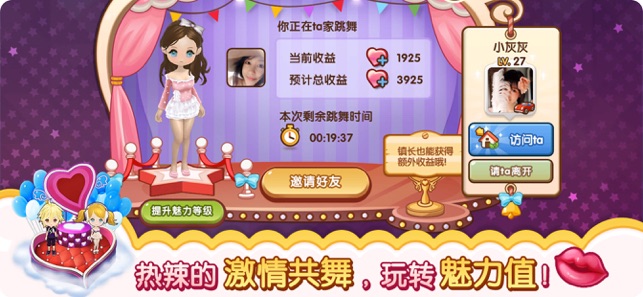 你正在ta家跳舞
当前收益 1925
预计总收益 3925
本次剩余跳舞时间
00:19:37
邀请好友
提升魅力等级
镇长也能获得
额外收益哦!
小灰灰
LV. 27
访问ta
请ta离开
热辣的 激情共舞，玩转 魅力值！